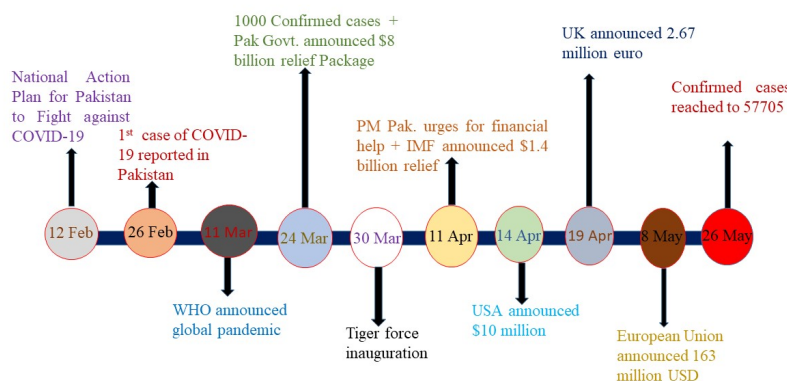 1000 Confirmed cases +
Pak Govt. announced $8
billion relief Package
UK announced 2.67
million euro
National Action
Plan for Pakistan
to Fight against
COVID-19
1st case of COVID-
19 reported in
Pakistan
PM Pak. urges for financial
help + IMF announced $1.4
billion relief
Confirmed cases
reached to 57705
12 Feb
26 Feb
11 Mar
24 Mar
30 Mar
11 Apr
14 Apr
19 Apr
8 May
26 May
WHO announced
global pandemic
Tiger force
inauguration
USA announced
$10 million
European Union
announced 163
million USD